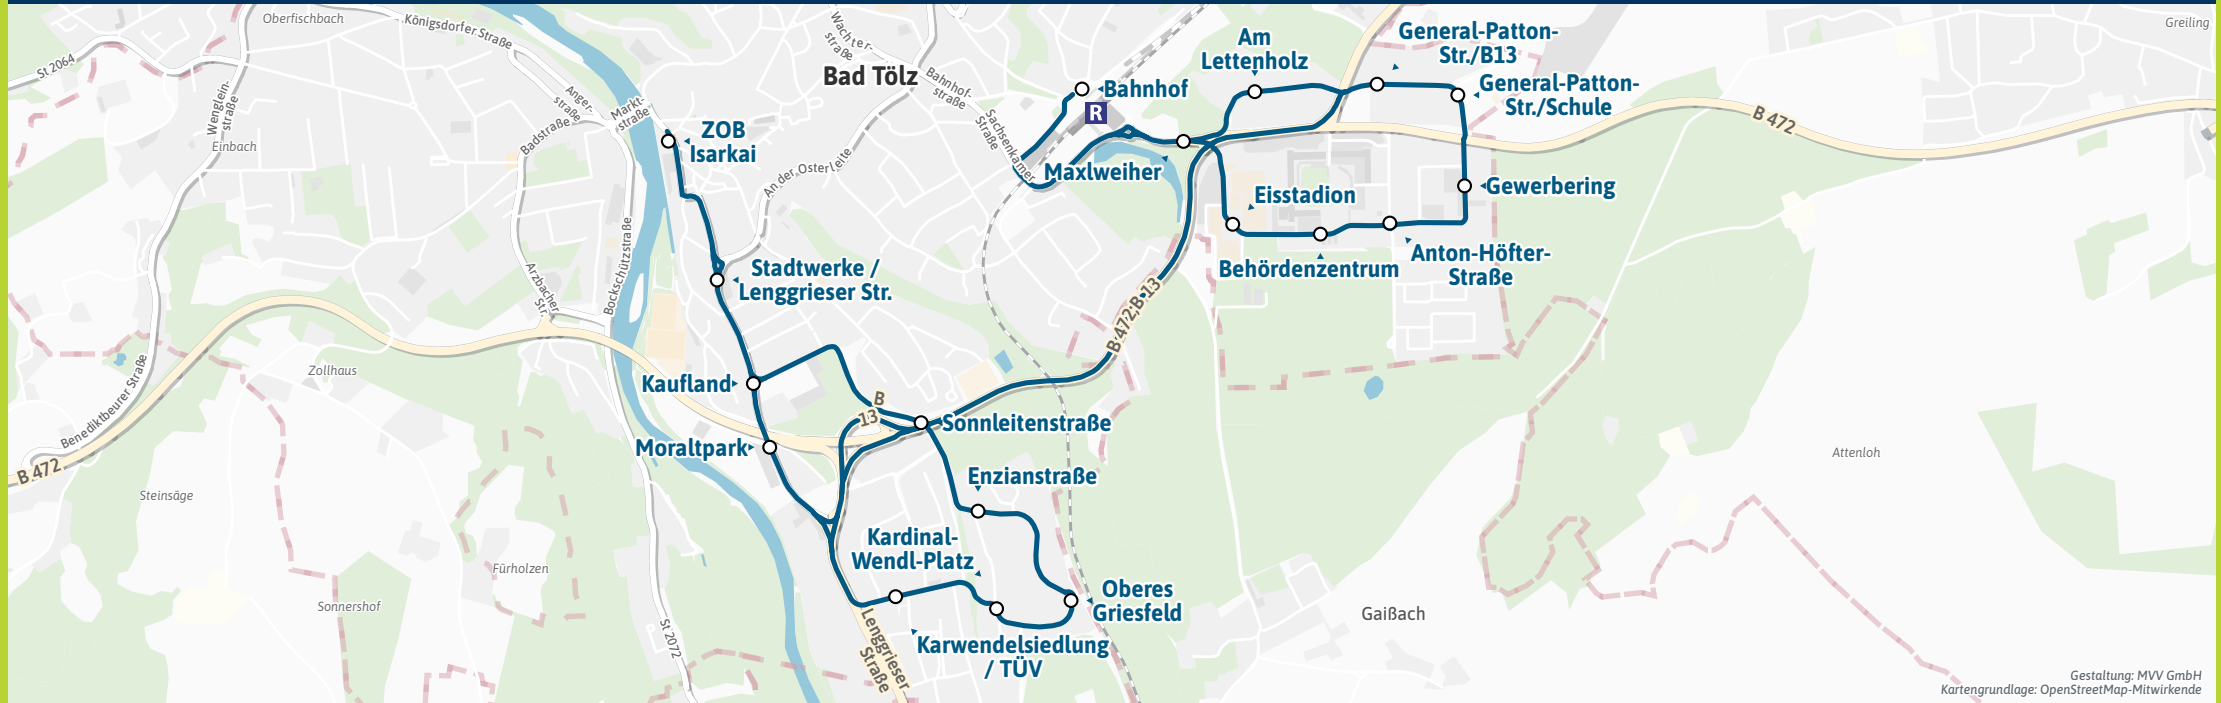 Oberfischbach
Königsdorfer Straße
Wachter-
straße
Greiling
St 2064
Bad Tölz
Bahnhof-
straße
Am
Lettenholz
General-Patton-
Str./B13
General-Patton-
Str./Schule
Bahnhof
R
Wenglein-
straße
Anger-
straße
Markt-
straße
Badstraße
Einbach
ZOB
Isarkai
Sachsenkamer
Straße
An der Osterleite
Maxlweiher
B 472
Eisstadion
Gewerbering
Bockschützstraße
Arzbacher
Str.
Stadtwerke /
Lenggrieser Str.
Behördenzentrum
Anton-Höfter-
Straße
B 472;B 13
Zollhaus
Benediktbeurer Straße
Kaufland
B
13
Sonnleitenstraße
Moraltpark
B 472
Steinsäge
Enzianstraße
Attenloh
Kardinal-
Wendl-Platz
Fürholzen
Sonnershof
Oberes
Griesfeld
Gaißach
St 2072
Lenggrieser
Straße
Karwendelsiedlung
/ TÜV
Gestaltung: MVV GmbH
Kartengrundlage: OpenStreetMap-Mitwirkende